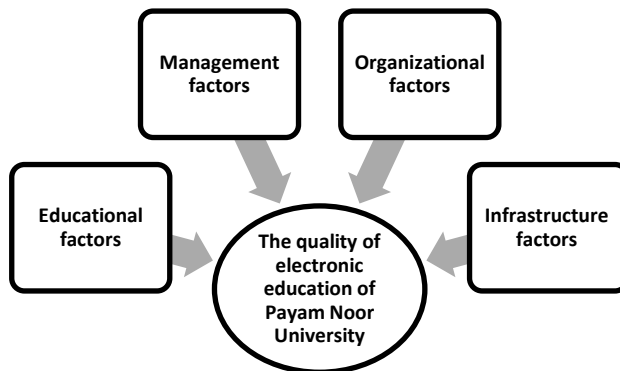 Management
factors
Organizational
factors
Educational
factors
Infrastructure
factors
The quality of
electronic
education of
Payam Noor
University